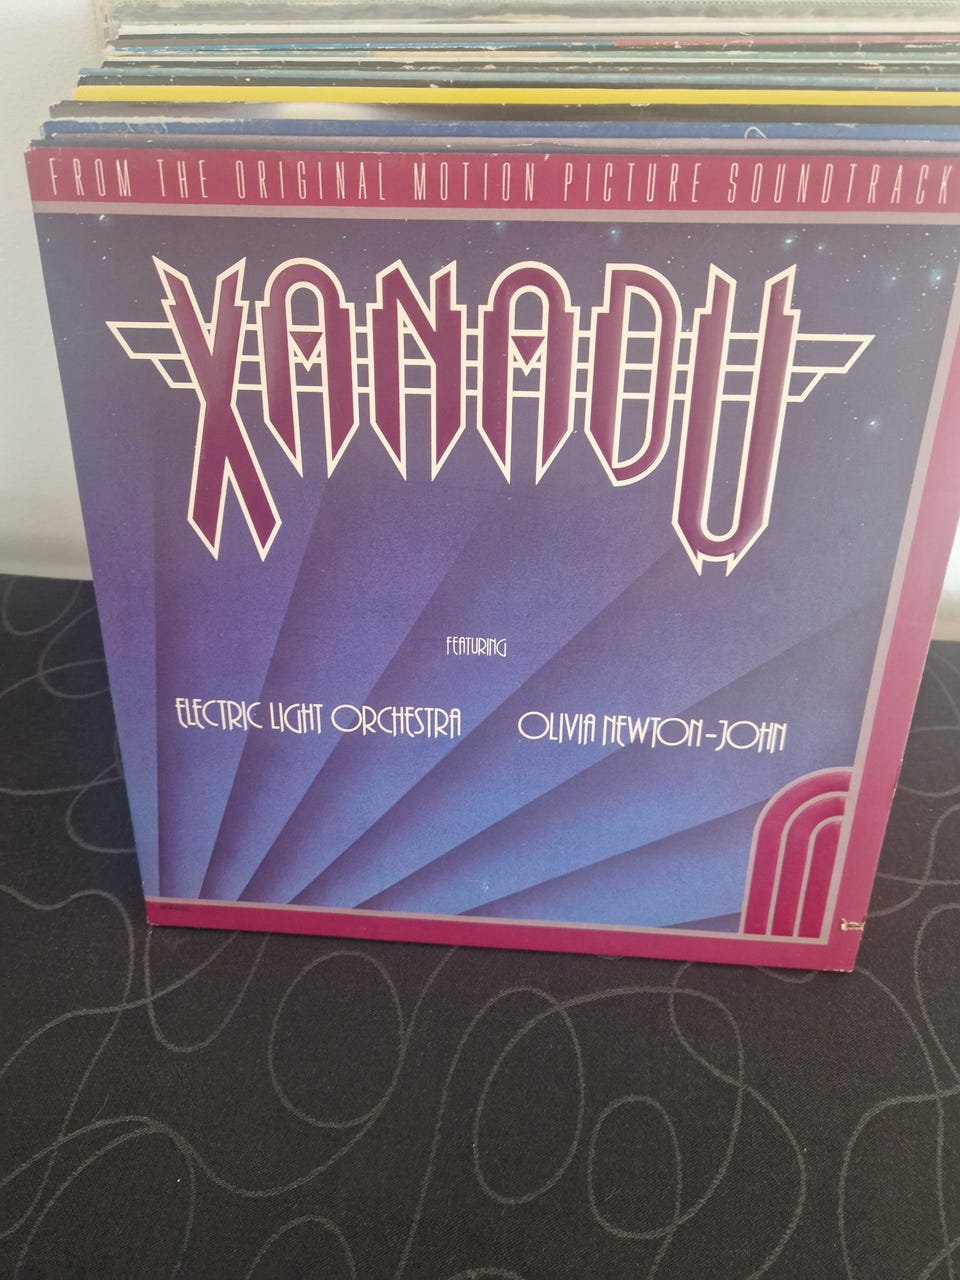 FROM THE ORIGINAL MOTION PICTURE SOUNDTRACK
XANADU
FEATURING
ELECTRIC LIGHT ORCHESTRA OLIVIA NEWTON-JOHN